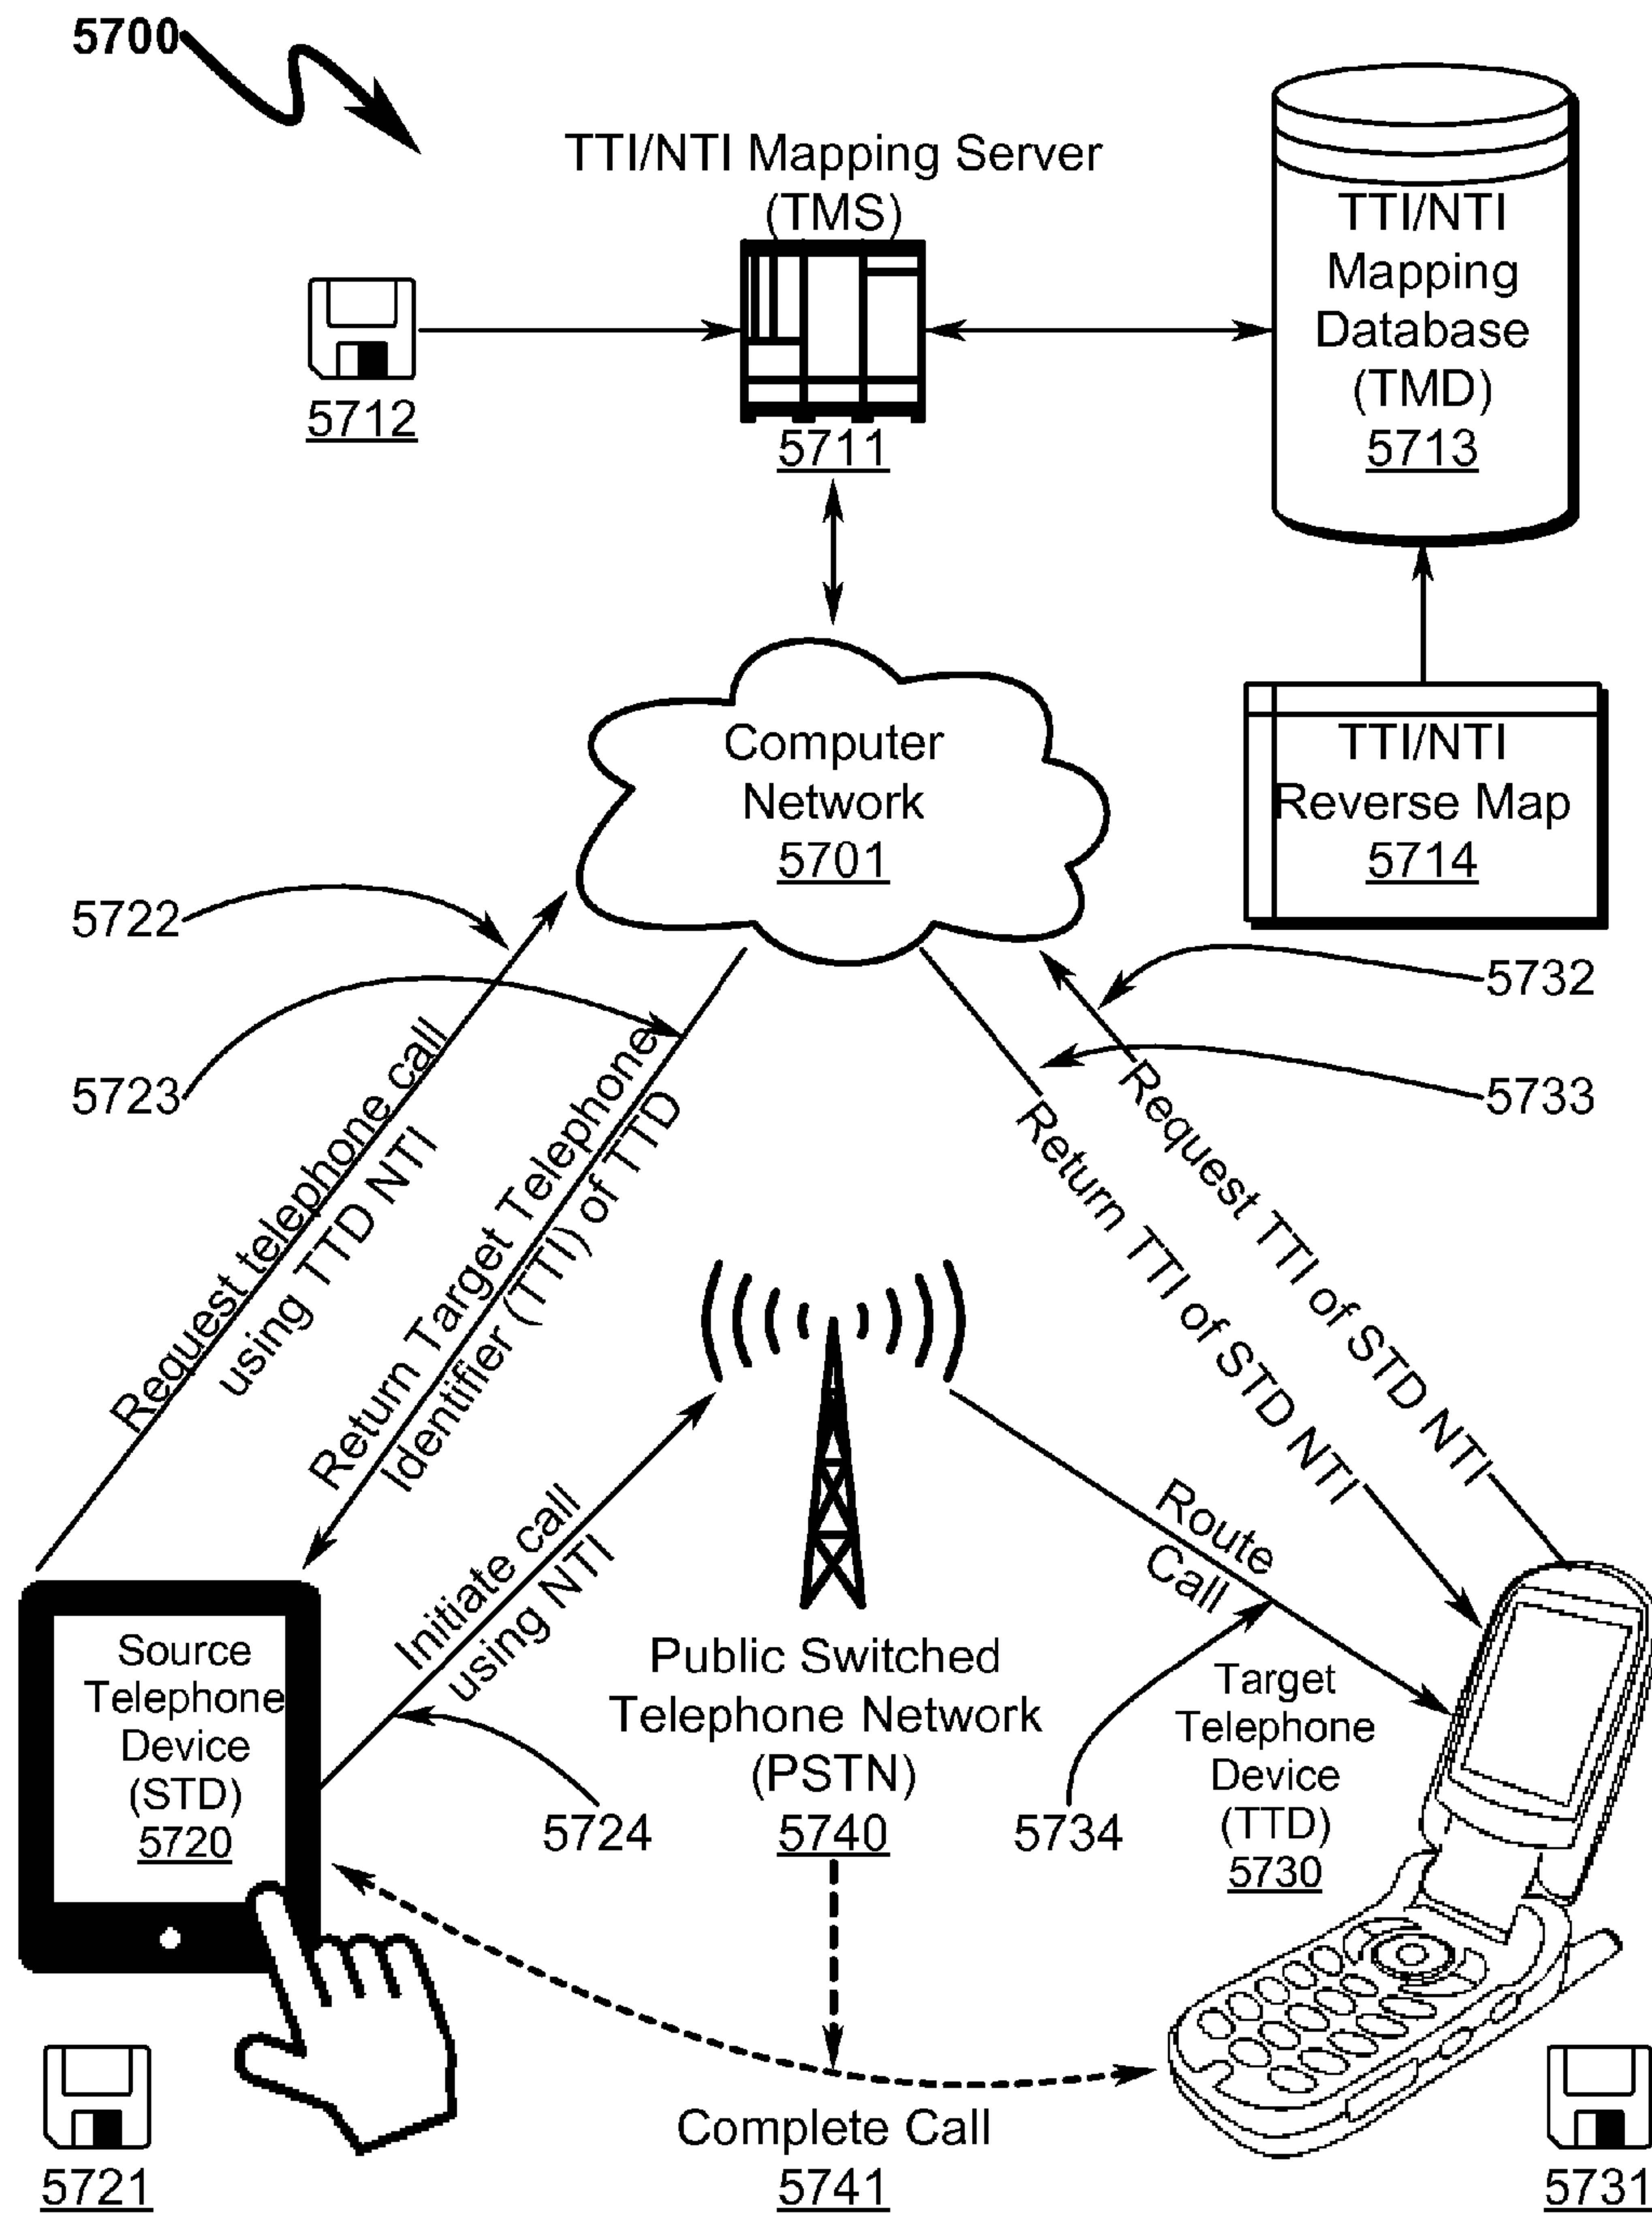 5700
TTI/NTI Mapping Server
(TMS)
5711
5712
TTI/NTI
Mapping
Database
(TMD)
5713
Computer
Network
5701
TTI/NTI
Reverse Map
5714
5722
5723
5732
5733
Request telephone call
using TTD NTI
Return Target Telephone
Identifier (TTI) of TTD
Return TTI of STD NTI
Request TTI of STD NTI
Initiate call
using NTI
Route
Call
Source
Telephone
Device
(STD)
5720
Public Switched
Telephone Network
(PSTN)
5740
5724
5734
Target
Telephone
Device
(TTD)
5730
Complete Call
5741
5721
5731